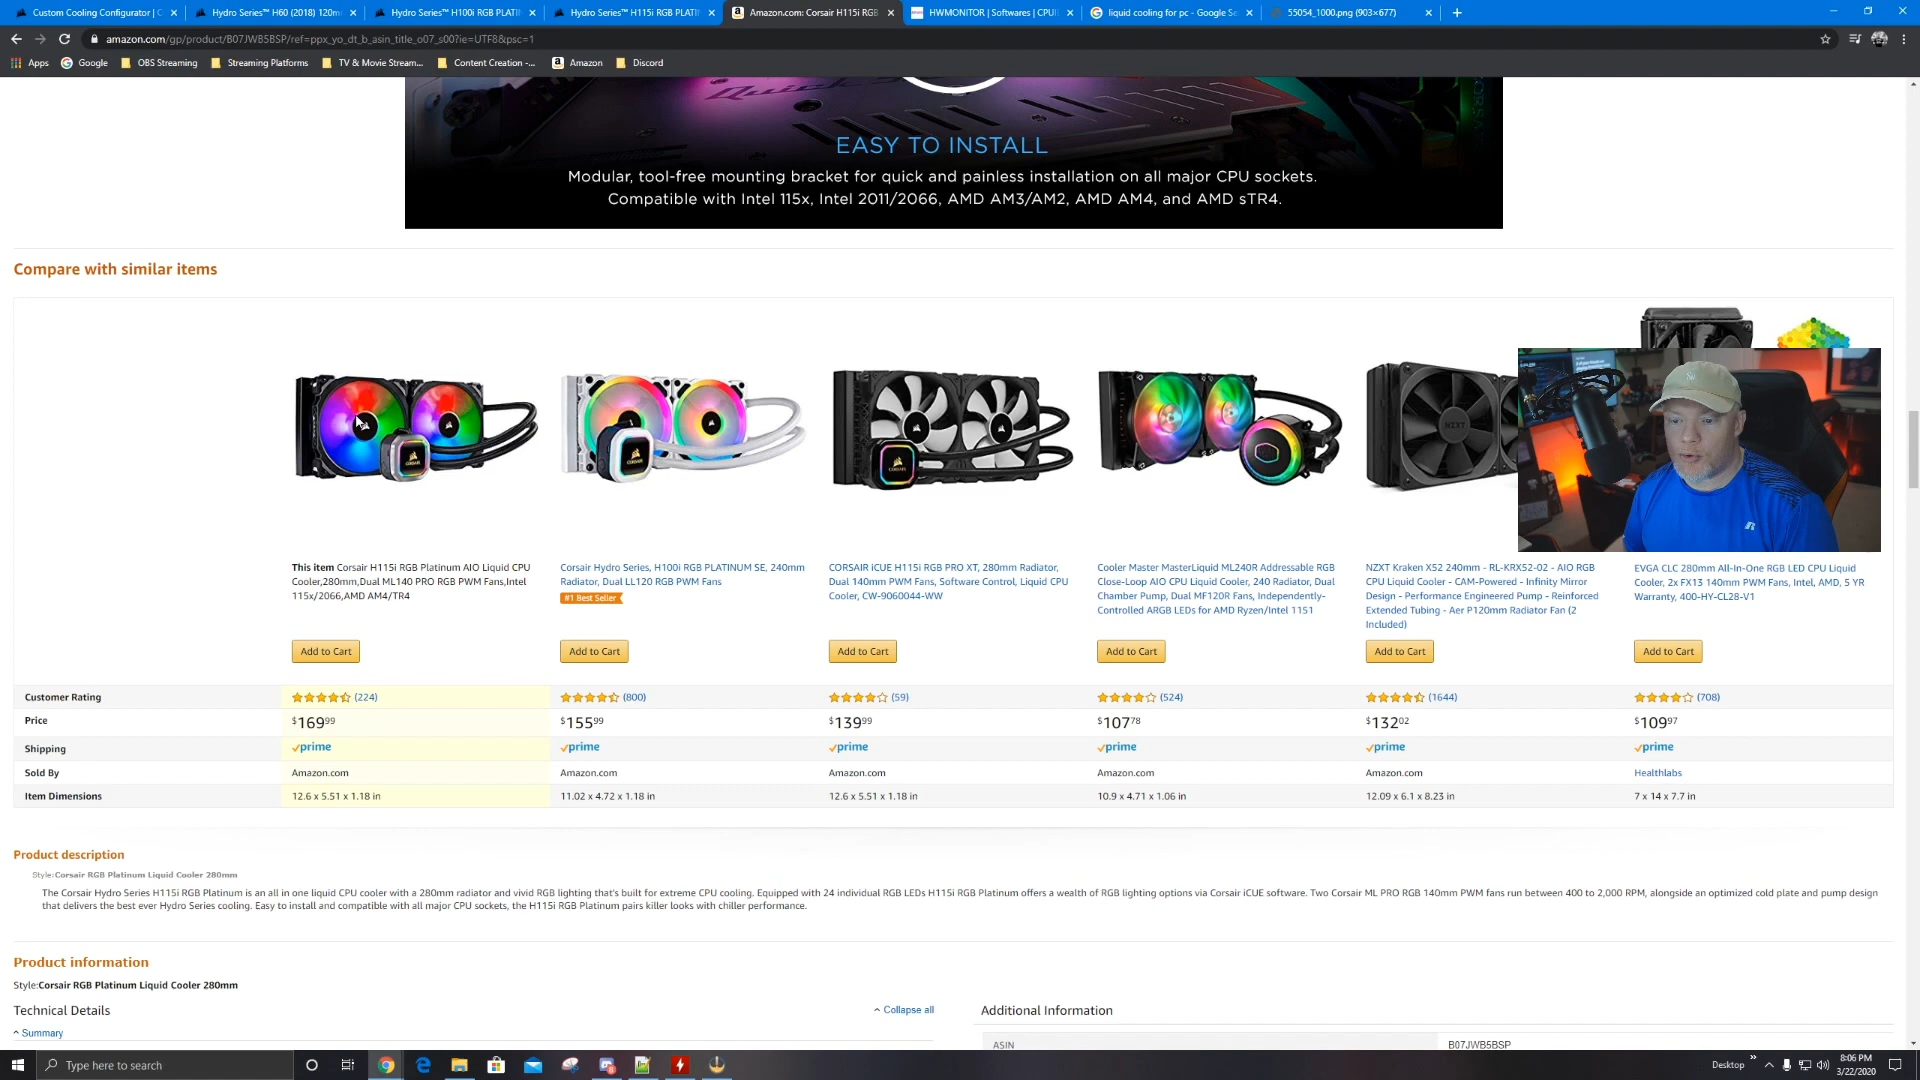 Custom Cooling Configurator | C
Hydro Series™ H60 (2018) 120m
Hydro Series™ H100i RGB PLATI
Hydro Series™ H115i RGB PLATI
Amazon.com: Corsair H115i RGB
HWMONITOR | Softwares | CPUI
liquid cooling for pc - Google Se
55054_1000.png (903×677)
amazon.com/gp/product/B07JWB5BSP/ref=ppx_yo_dt_b_asin_title_o07_s00?ie=UTF8&psc=1
Apps
Google
OBS Streaming
Streaming Platforms
TV & Movie Stream...
Content Creation -...
Amazon
Discord
EASY TO INSTALL
Modular, tool-free mounting bracket for quick and painless installation on all major CPU sockets.
Compatible with Intel 115x, Intel 2011/2066, AMD AM3/AM2, AMD AM4, and AMD sTR4.
Compare with similar items
This item Corsair H115i RGB Platinum AIO Liquid CPU
Cooler,280mm,Dual ML140 PRO RGB PWM Fans,Intel
115x/2066,AMD AM4/TR4
Corsair Hydro Series, H100i RGB PLATINUM SE, 240mm
Radiator, Dual LL120 RGB PWM Fans
#1 Best Seller
CORSAIR iCUE H115i RGB PRO XT, 280mm Radiator,
Dual 140mm PWM Fans, Software Control, Liquid CPU
Cooler, CW-9060044-WW
Cooler Master MasterLiquid ML240R Addressable RGB
Close-Loop AIO CPU Liquid Cooler, 240 Radiator, Dual
Chamber Pump, Dual MF120R Fans, Independently-
Controlled ARGB LEDs for AMD Ryzen/Intel 1151
NZXT Kraken X52 240mm - RL-KRX52-02 - AIO RGB
CPU Liquid Cooler - CAM-Powered - Infinity Mirror
Design - Performance Engineered Pump - Reinforced
Extended Tubing - Aer P120mm Radiator Fan (2
Included)
EVGA CLC 280mm All-In-One RGB LED CPU Liquid
Cooler, 2x FX13 140mm PWM Fans, Intel, AMD, 5 YR
Warranty, 400-HY-CL28-V1
Add to Cart
Add to Cart
Add to Cart
Add to Cart
Add to Cart
Add to Cart
Customer Rating (224) (800) (59) (524) (1644) (708)
Price $16999 $15599 $13999 $10778 $13202 $10997
Shipping prime prime prime prime prime prime
Sold By Amazon.com Amazon.com Amazon.com Amazon.com Amazon.com Healthlabs
Item Dimensions 12.6 x 5.51 x 1.18 in 11.02 x 4.72 x 1.18 in 12.6 x 5.51 x 1.18 in 10.9 x 4.71 x 1.06 in 12.09 x 6.1 x 8.23 in 7 x 14 x 7.7 in
Product description
Style:Corsair RGB Platinum Liquid Cooler 280mm
The Corsair Hydro Series H115i RGB Platinum is an all in one liquid CPU cooler with a 280mm radiator and vivid RGB lighting that's built for extreme CPU cooling. Equipped with 24 individual RGB LEDs H115i RGB Platinum offers a wealth of RGB lighting options via Corsair iCUE software. Two Corsair ML PRO RGB 140mm PWM fans run between 400 to 2,000 RPM, alongside an optimized cold plate and pump design
that delivers the best ever Hydro Series cooling. Easy to install and compatible with all major CPU sockets, the H115i RGB Platinum pairs killer looks with chiller performance.
Product information
Style:Corsair RGB Platinum Liquid Cooler 280mm
Technical Details
Collapse all
Additional Information
Summary
ASIN B07JWB5BSP
Type here to search
Desktop
8:06 PM
3/22/2020